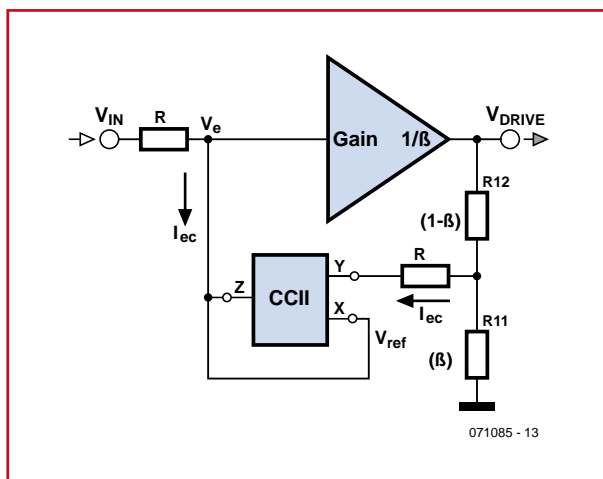 V_IN
R
V_e
Gain 1/ß
V_DRIVE
R12
(1-ß)
I_ec
Z
CCII
Y
X
R
I_ec
V_ref
R11
(ß)
071085 - 13